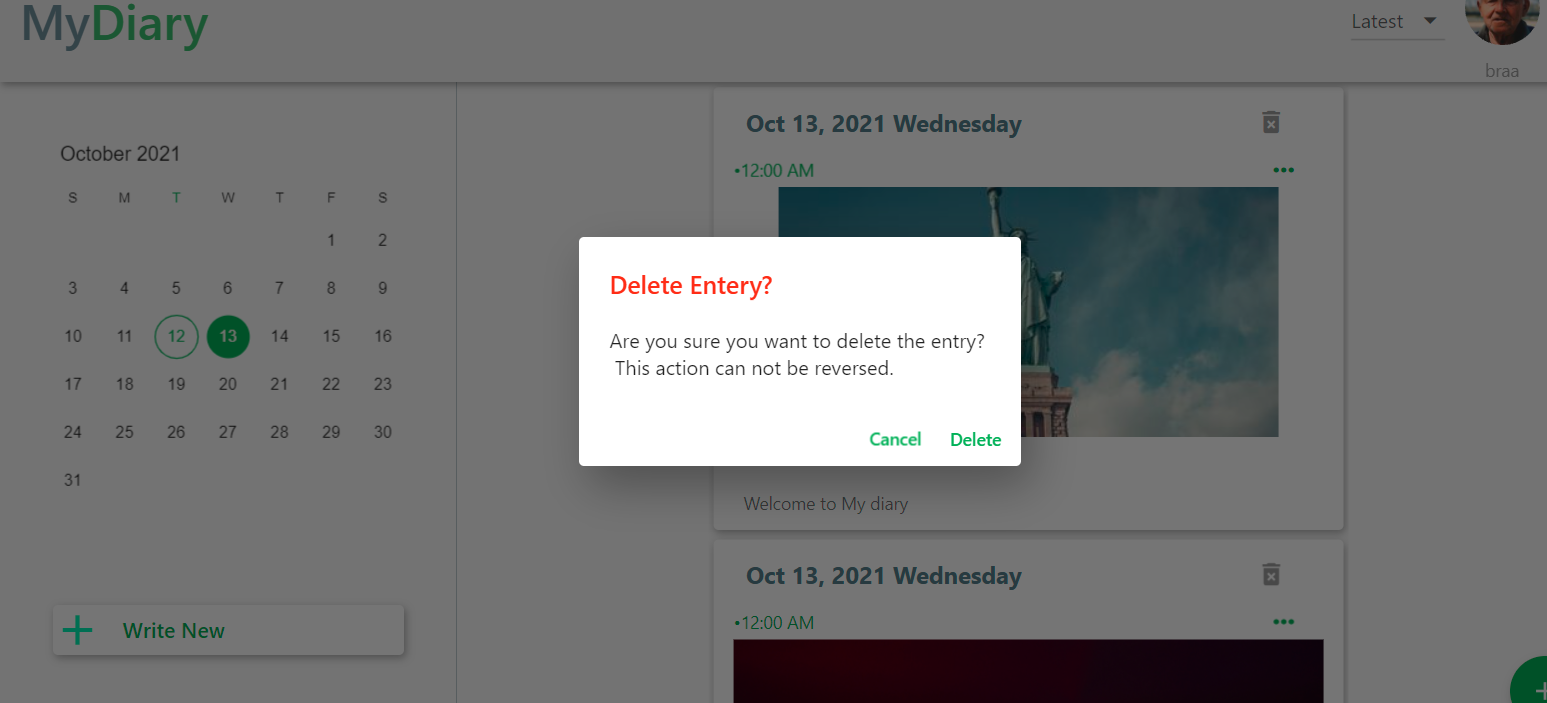 MyDiary
Latest
braa
October 2021
S M T W T F S
1 2
3 4 5 6 7 8 9
10 11 12 13 14 15 16
17 18 19 20 21 22 23
24 25 26 27 28 29 30
31
Write New
Oct 13, 2021 Wednesday
•12:00 AM
Delete Entery?
Are you sure you want to delete the entry?
This action can not be reversed.
Cancel Delete
Welcome to My diary
Oct 13, 2021 Wednesday
•12:00 AM